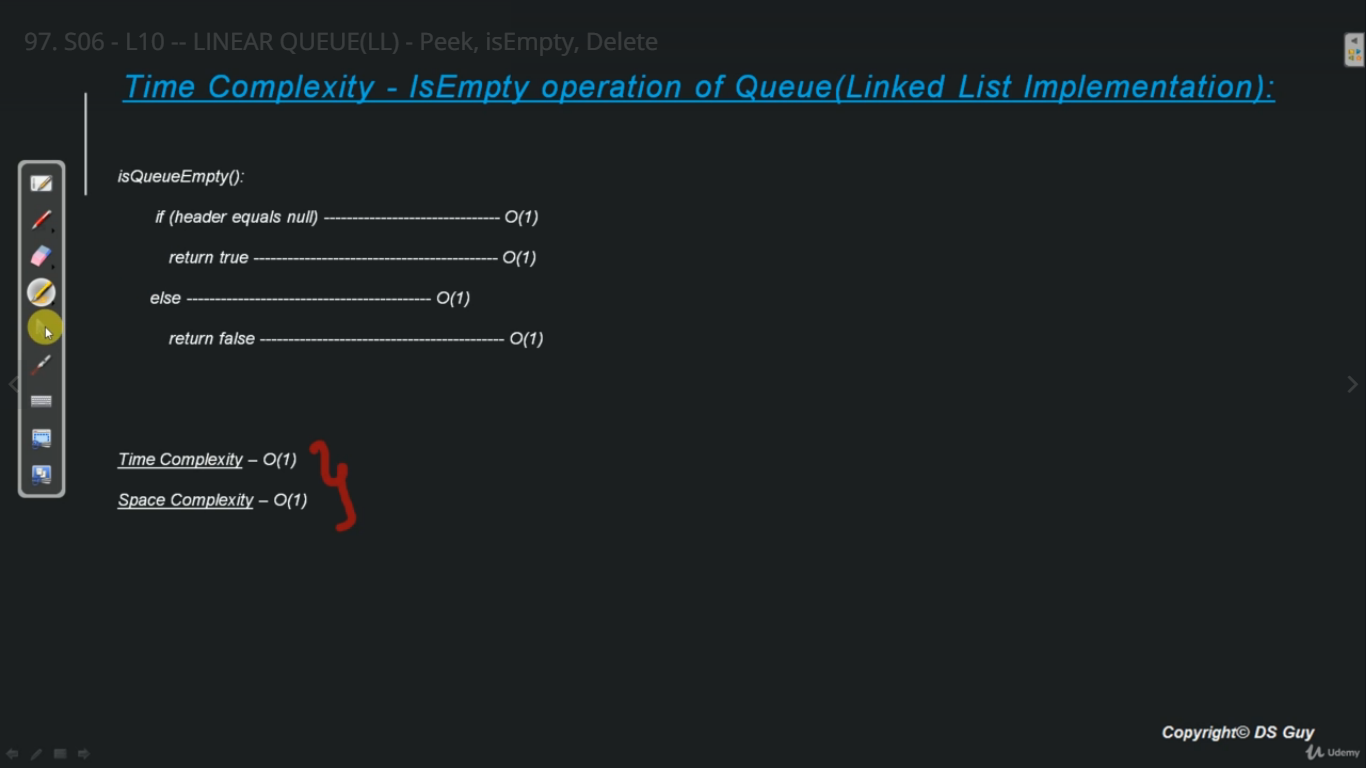 97. S06 - L10 -- LINEAR QUEUE(LL) - Peek, isEmpty, Delete
Time Complexity - IsEmpty operation of Queue(Linked List Implementation):
isQueueEmpty():
if (header equals null) ------------------------------- O(1)
return true ------------------------------------------- O(1)
else ------------------------------------------- O(1)
return false ------------------------------------------- O(1)
Time Complexity – O(1)
Space Complexity – O(1)
Copyright© DS Guy
Udemy